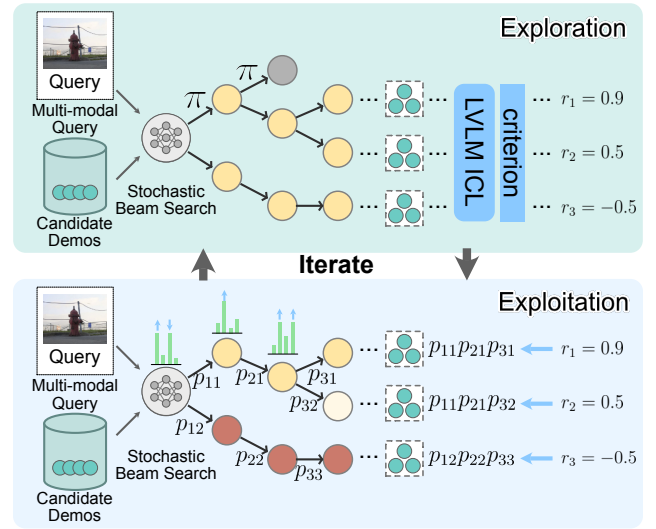 Exploration
Query
Multi-modal
Query
Candidate
Demos
Stochastic
Beam Search
π
π
...
...
...
...
...
...
LVLM ICL
criterion
... r₁ = 0.9
... r₂ = 0.5
... r₃ = −0.5
Iterate
Exploitation
Query
Multi-modal
Query
Candidate
Demos
Stochastic
Beam Search
p₁₁
p₂₁
p₃₁
p₃₂
p₁₂
p₂₂
p₃₃
... p₁₁p₂₁p₃₁ r₁ = 0.9
... p₁₁p₂₁p₃₂ r₂ = 0.5
... p₁₂p₂₂p₃₃ r₃ = −0.5